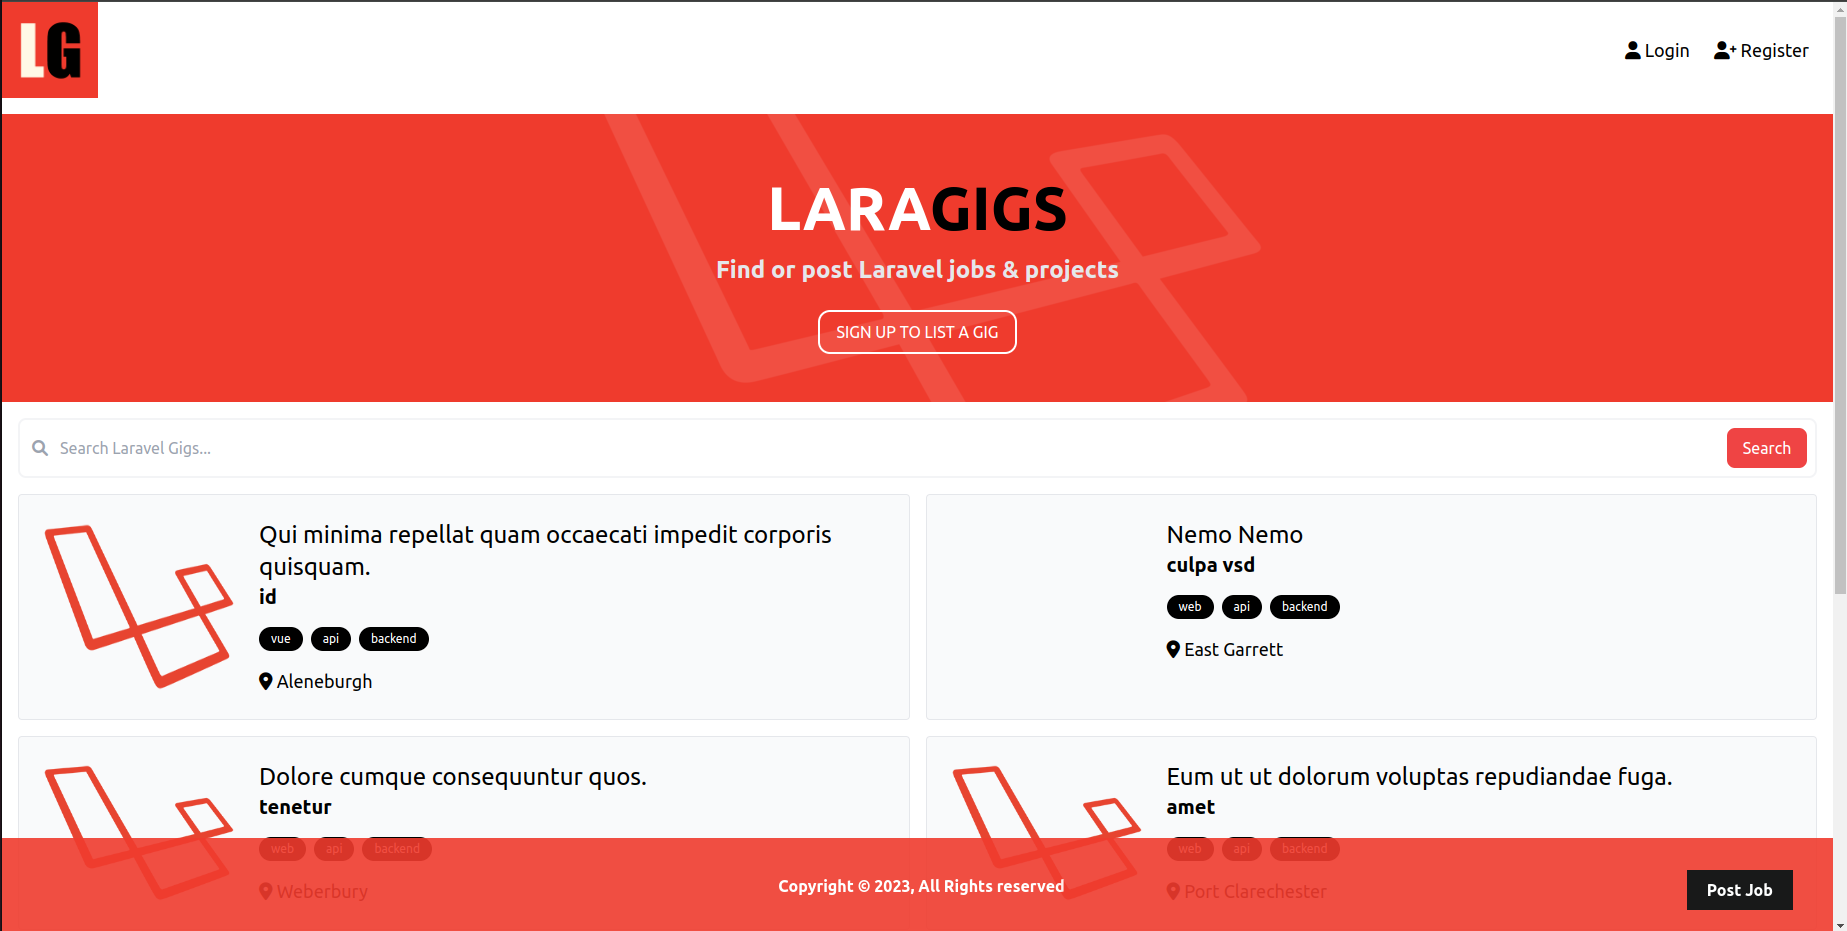 LG
Login
Register
LARAGIGS
Find or post Laravel jobs & projects
SIGN UP TO LIST A GIG
Search Laravel Gigs...
Search
Qui minima repellat quam occaecati impedit corporis
quisquam.
id
vue api backend
Aleneburgh
Nemo Nemo
culpa vsd
web api backend
East Garrett
Dolore cumque consequuntur quos.
tenetur
web api backend
Weberbury
Eum ut ut dolorum voluptas repudiandae fuga.
amet
web api backend
Port Clarechester
Copyright © 2023, All Rights reserved
Post Job